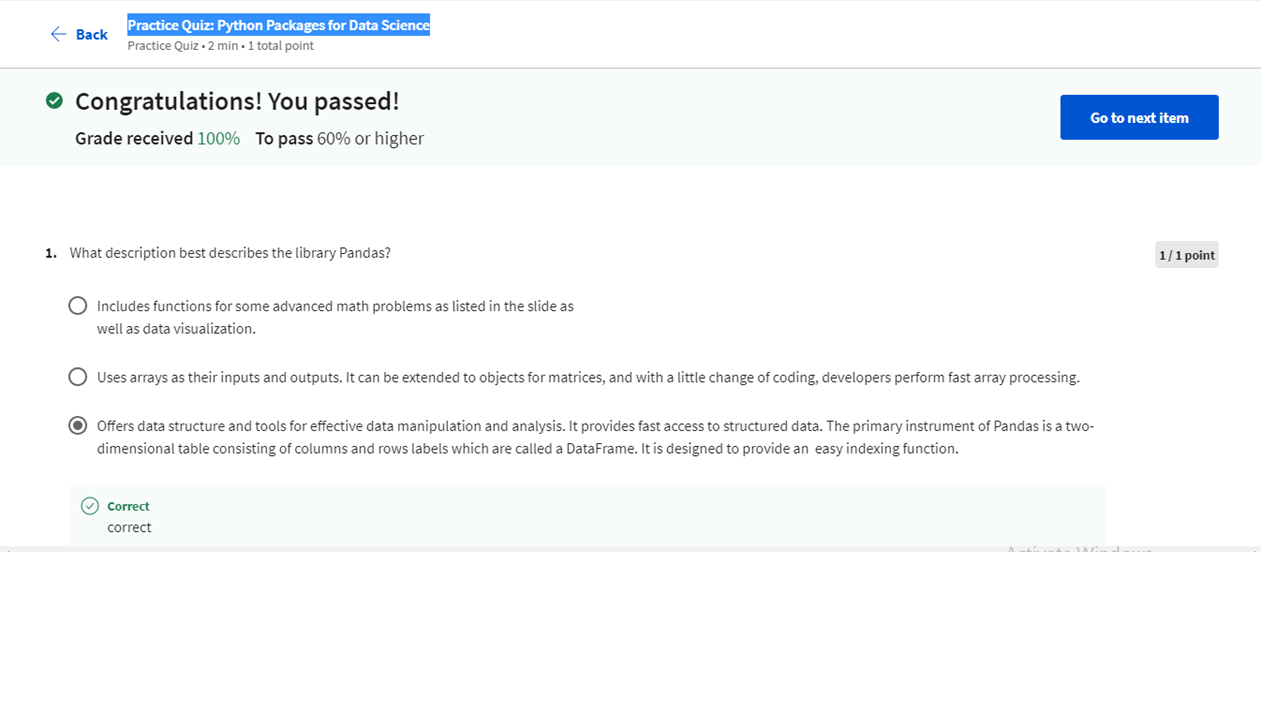 Back
Practice Quiz: Python Packages for Data Science
Practice Quiz • 2 min • 1 total point
Congratulations! You passed!
Grade received 100% To pass 60% or higher
Go to next item
1. What description best describes the library Pandas?
1 / 1 point
Includes functions for some advanced math problems as listed in the slide as
well as data visualization.
Uses arrays as their inputs and outputs. It can be extended to objects for matrices, and with a little change of coding, developers perform fast array processing.
Offers data structure and tools for effective data manipulation and analysis. It provides fast access to structured data. The primary instrument of Pandas is a two-
dimensional table consisting of columns and rows labels which are called a DataFrame. It is designed to provide an easy indexing function.
Correct
correct
Activate Windows